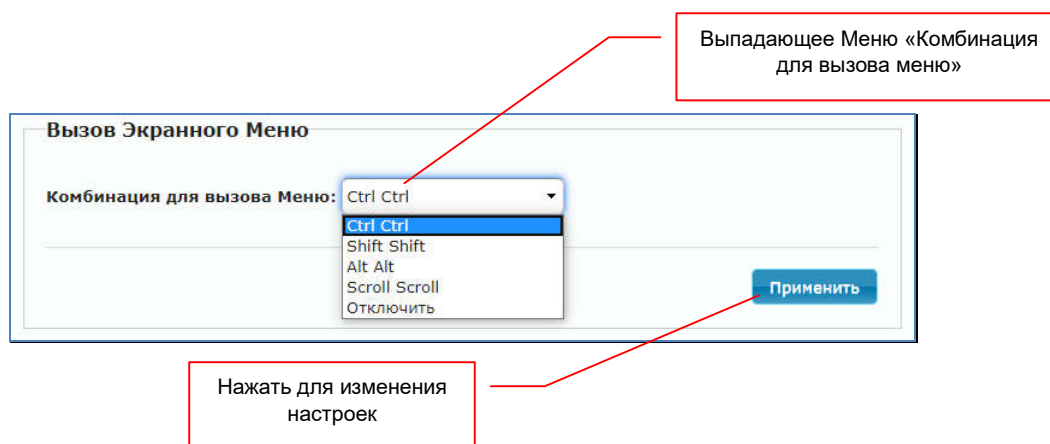 Выпадающее Меню «Комбинация
для вызова меню»
Вызов Экранного Меню
Комбинация для вызова Меню:
Ctrl Ctrl
Ctrl Ctrl
Shift Shift
Alt Alt
Scroll Scroll
Отключить
Применить
Нажать для изменения
настроек